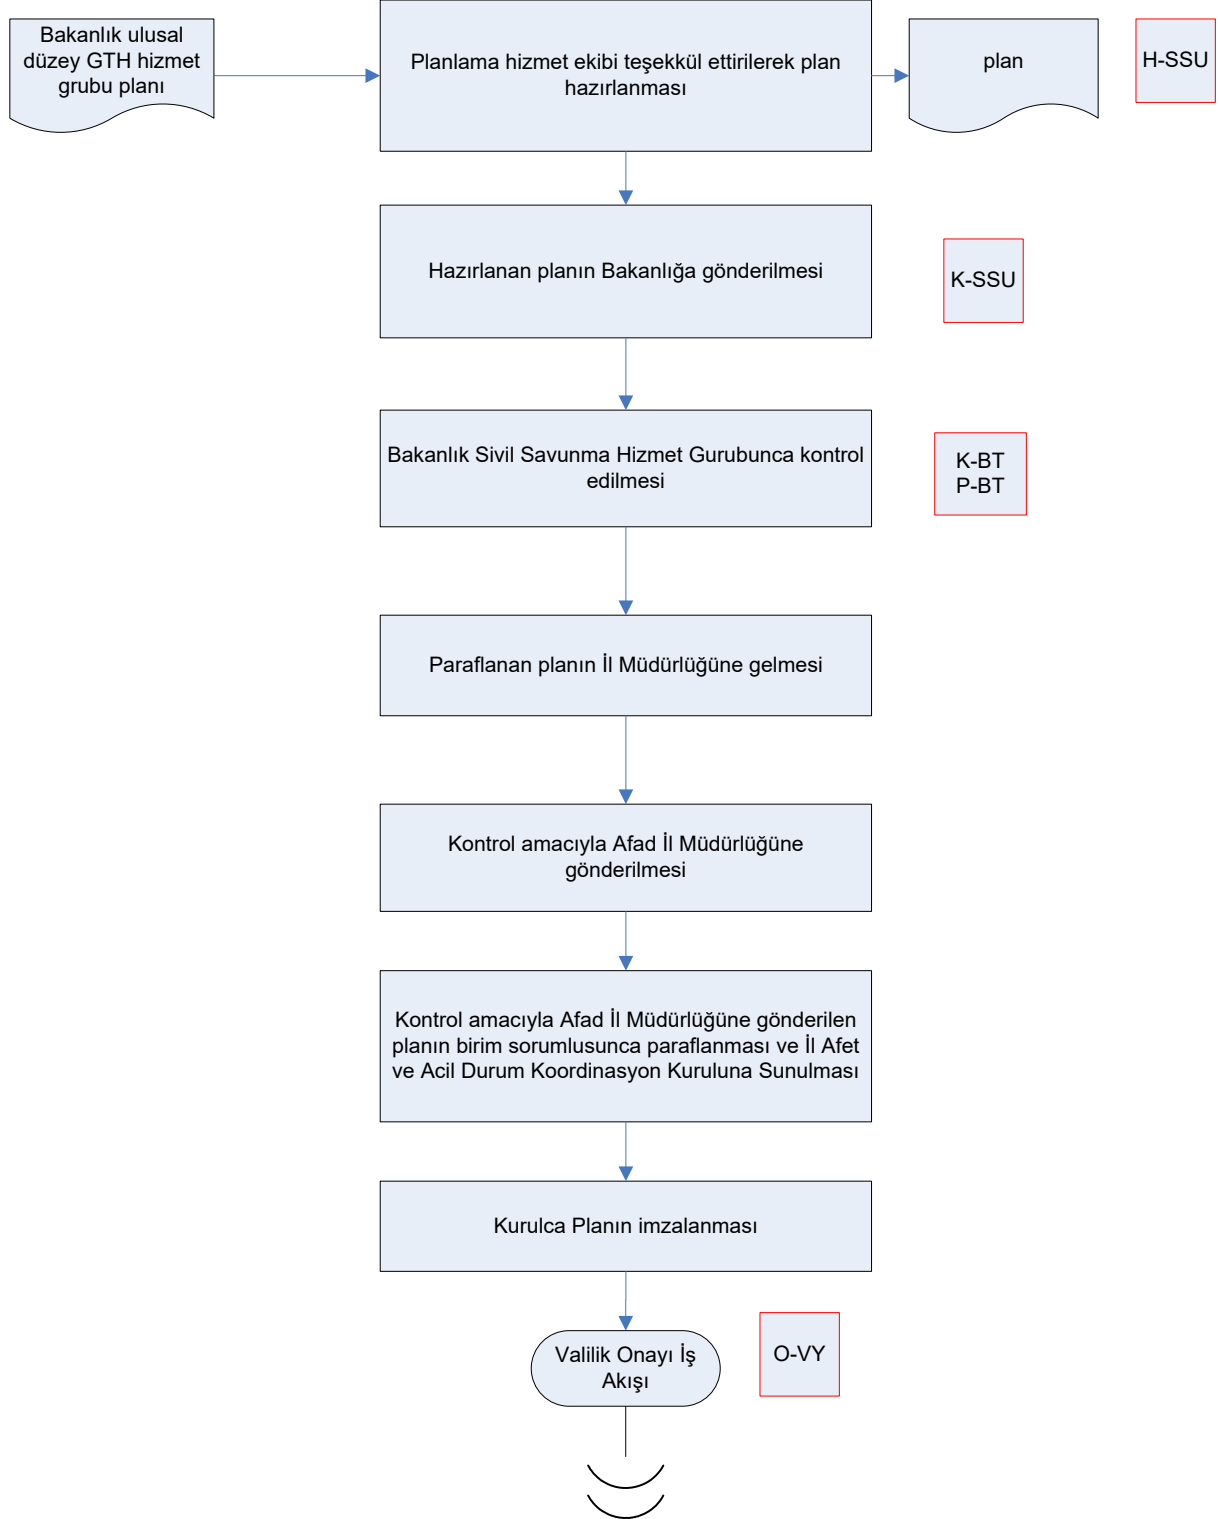 Bakanlık ulusal
düzey GTH hizmet
grubu planı
Planlama hizmet ekibi teşekkül ettirilerek plan
hazırlanması
plan
H-SSU
Hazırlanan planın Bakanlığa gönderilmesi
K-SSU
Bakanlık Sivil Savunma Hizmet Gurubunca kontrol
edilmesi
K-BT
P-BT
Paraflanan planın İl Müdürlüğüne gelmesi
Kontrol amacıyla Afad İl Müdürlüğüne
gönderilmesi
Kontrol amacıyla Afad İl Müdürlüğüne gönderilen
planın birim sorumlusunca paraflanması ve İl Afet
ve Acil Durum Koordinasyon Kuruluna Sunulması
Kurulca Planın imzalanması
Valilik Onayı İş
Akışı
O-VY